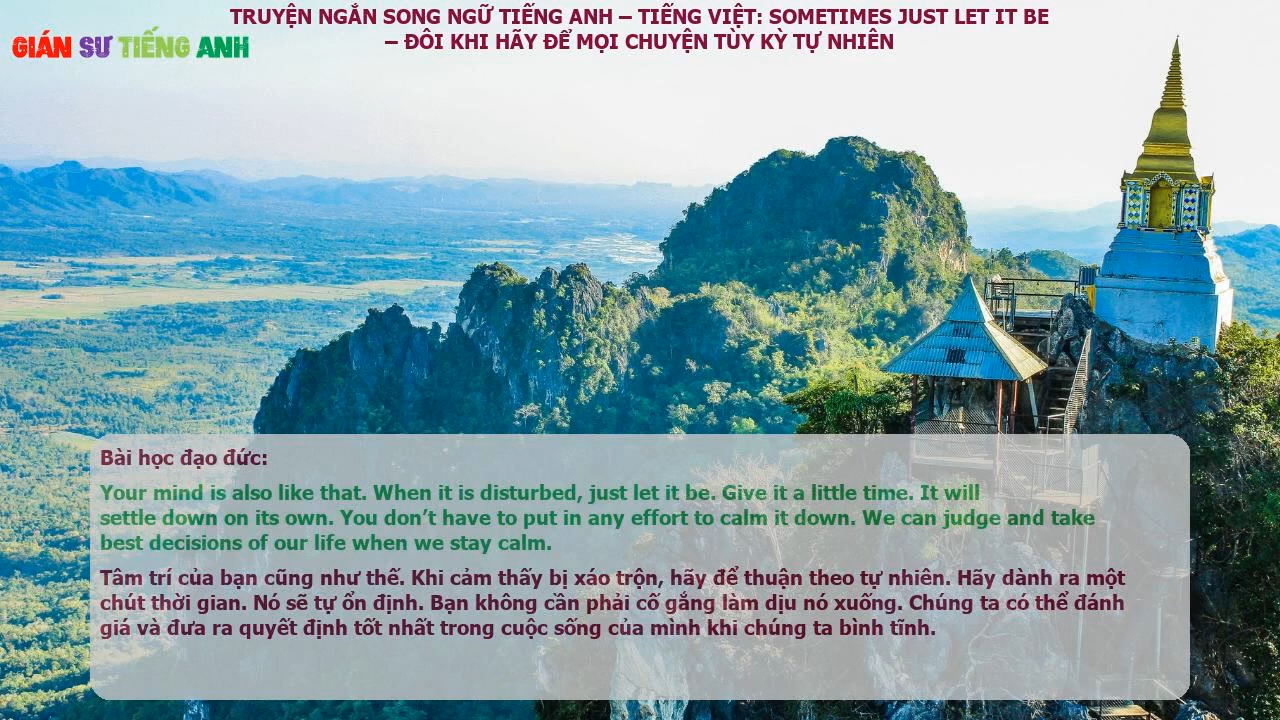 TRUYỆN NGẮN SONG NGỮ TIẾNG ANH – TIẾNG VIỆT: SOMETIMES JUST LET IT BE
– ĐÔI KHI HÃY ĐỂ MỌI CHUYỆN TÙY KỲ TỰ NHIÊN
GIÁN SƯ TIẾNG ANH
Bài học đạo đức:
Your mind is also like that. When it is disturbed, just let it be. Give it a little time. It will
settle down on its own. You don’t have to put in any effort to calm it down. We can judge and take
best decisions of our life when we stay calm.
Tâm trí của bạn cũng như thế. Khi cảm thấy bị xáo trộn, hãy để thuận theo tự nhiên. Hãy dành ra một
chút thời gian. Nó sẽ tự ổn định. Bạn không cần phải cố gắng làm dịu nó xuống. Chúng ta có thể đánh
giá và đưa ra quyết định tốt nhất trong cuộc sống của mình khi chúng ta bình tĩnh.